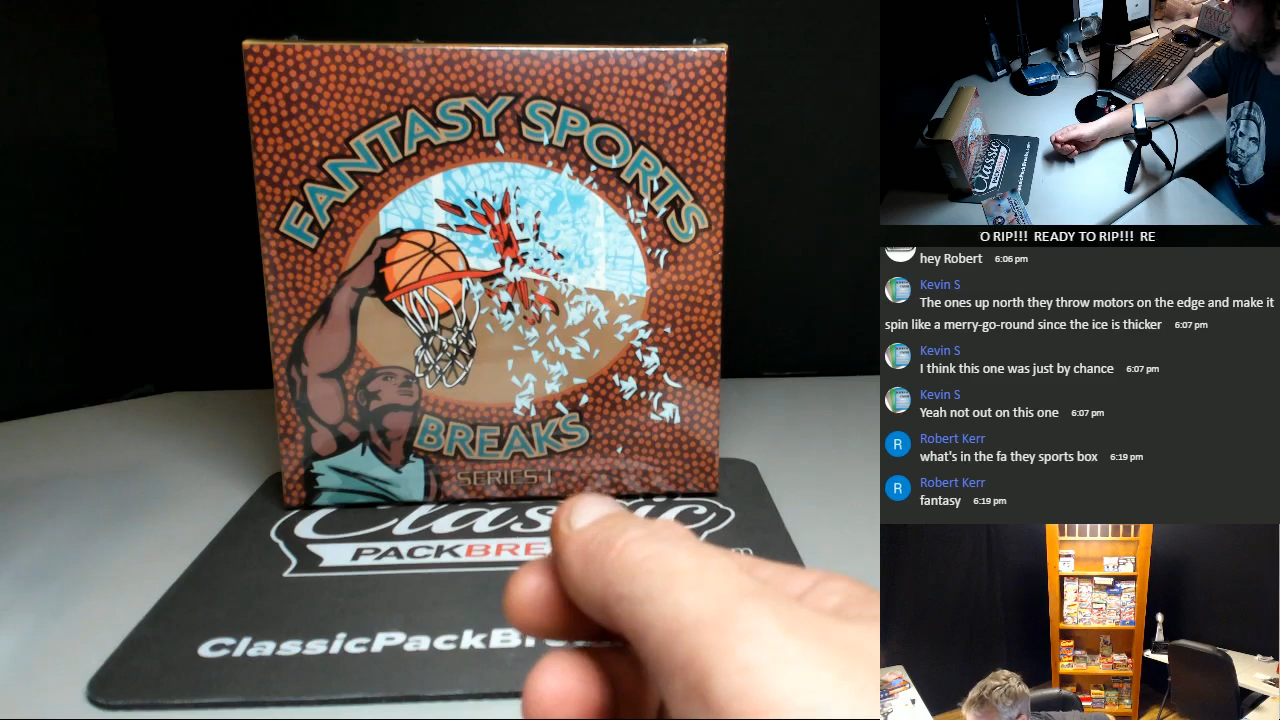 FANTASY SPORTS
BREAKS
SERIES I
Classic
PACKBRE
ClassicPackBr
Classic
O RIP!!! READY TO RIP!!! RE
hey Robert 6:06 pm
Kevin S
The ones up north they throw motors on the edge and make it
spin like a merry-go-round since the ice is thicker 6:07 pm
Kevin S
I think this one was just by chance 6:07 pm
Kevin S
Yeah not out on this one 6:07 pm
R
Robert Kerr
what's in the fa they sports box 6:19 pm
R
Robert Kerr
fantasy 6:19 pm